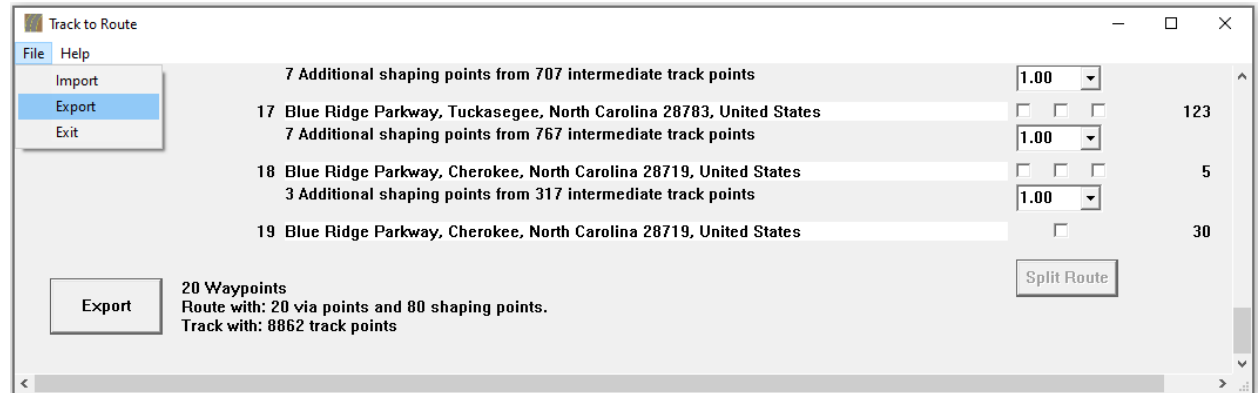 Track to Route
File Help
Import
Export
Exit
7 Additional shaping points from 707 intermediate track points 1.00
17 Blue Ridge Parkway, Tuckasegee, North Carolina 28783, United States 123
7 Additional shaping points from 767 intermediate track points 1.00
18 Blue Ridge Parkway, Cherokee, North Carolina 28719, United States 5
3 Additional shaping points from 317 intermediate track points 1.00
19 Blue Ridge Parkway, Cherokee, North Carolina 28719, United States 30
Split Route
Export
20 Waypoints
Route with: 20 via points and 80 shaping points.
Track with: 8862 track points